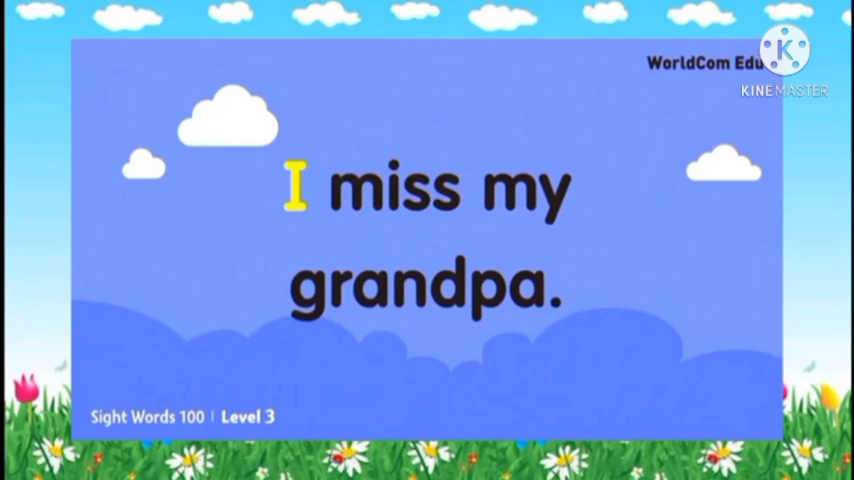 WorldCom Edu
K
KINEMASTER
I miss my
grandpa.
Sight Words 100 | Level 3